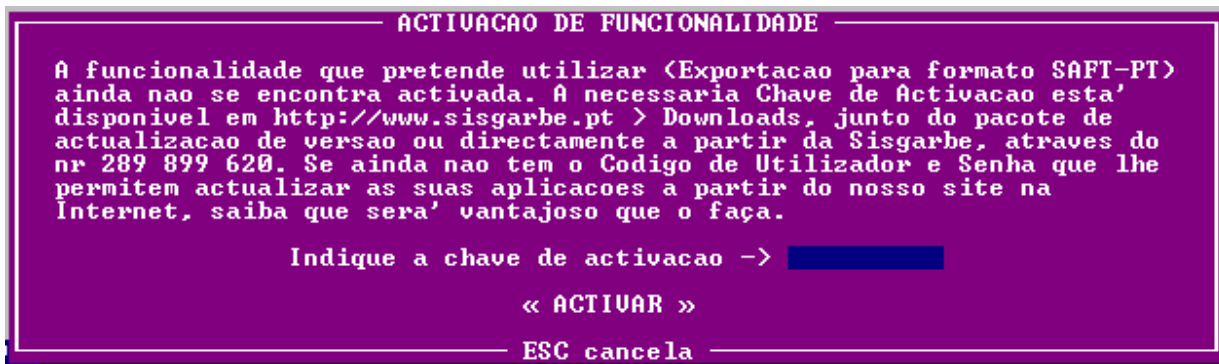 ACTIVACAO DE FUNCIONALIDADE
A funcionalidade que pretende utilizar (Exportacao para formato SAFT-PT)
ainda nao se encontra activada. A necessaria Chave de Activacao esta'
disponivel em http://www.sisgarbe.pt > Downloads, junto do pacote de
actualizacao de versao ou directamente a partir da Sisgarbe, atraves do
nr 289 899 620. Se ainda nao tem o Codigo de Utilizador e Senha que lhe
permitem actualizar as suas aplicacoes a partir do nosso site na
Internet, saiba que sera' vantajoso que o faça.
Indique a chave de activacao ->
« ACTIVAR »
ESC cancela